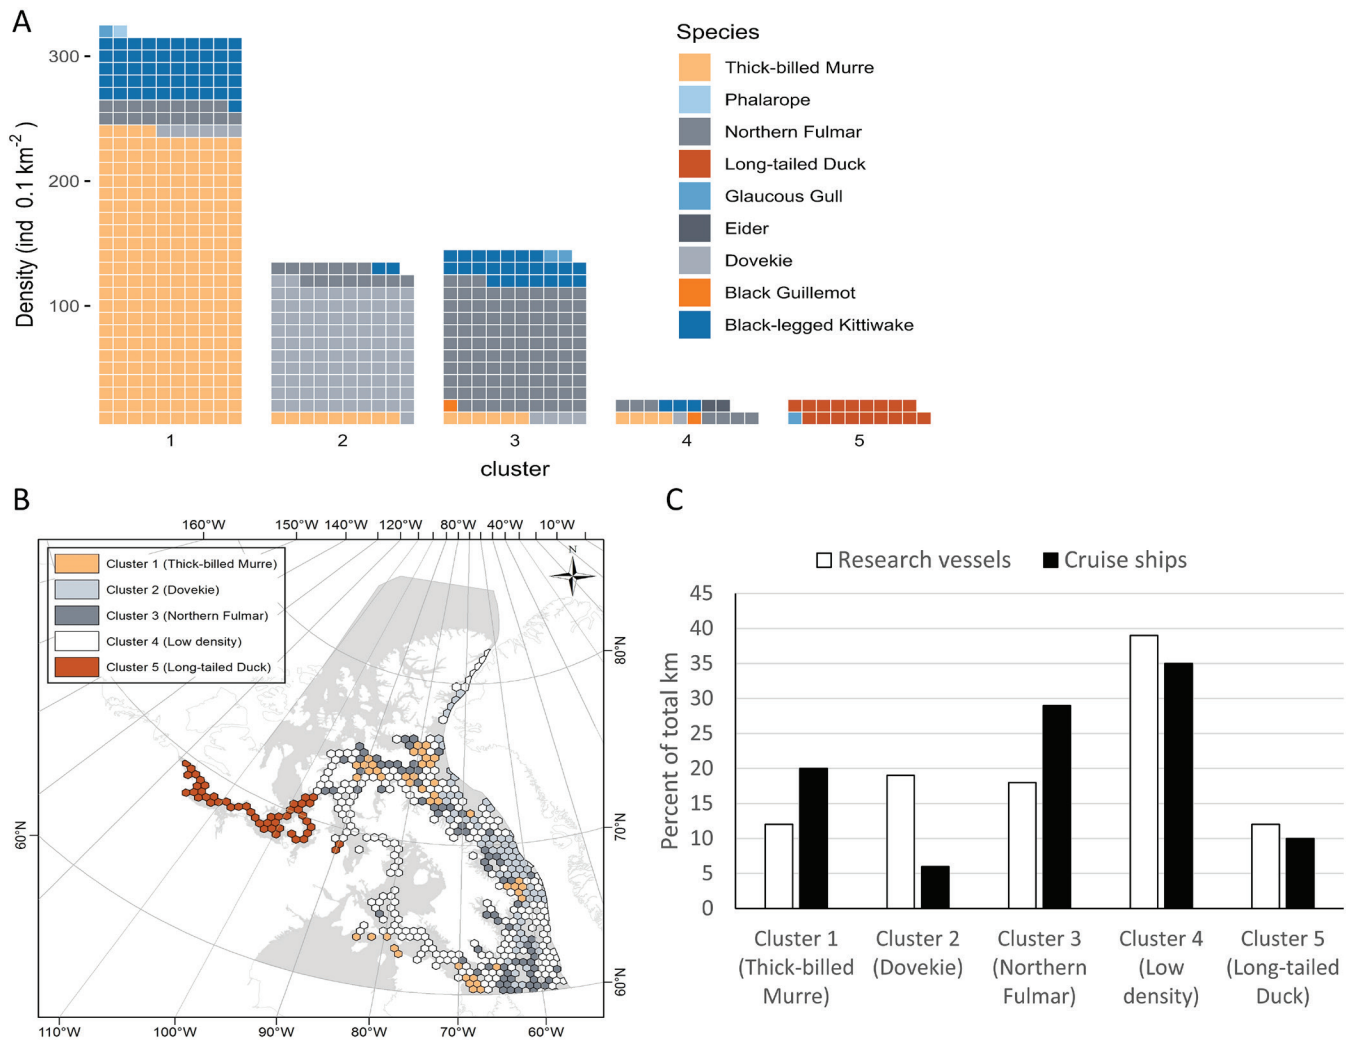 A
Density (ind 0.1 km-2)
300
200
100
1
2
3
4
5
cluster
Species
Thick-billed Murre
Phalarope
Northern Fulmar
Long-tailed Duck
Glaucous Gull
Eider
Dovekie
Black Guillemot
Black-legged Kittiwake
B
160°W 150°W 140°W 120°W 80°W 40°W 10°W
Cluster 1 (Thick-billed Murre)
Cluster 2 (Dovekie)
Cluster 3 (Northern Fulmar)
Cluster 4 (Low density)
Cluster 5 (Long-tailed Duck)
N
80°N
70°N
60°N
60°N
110°W 100°W 90°W 80°W 70°W 60°W
C
Research vessels Cruise ships
Percent of total km
45
40
35
30
25
20
15
10
5
0
Cluster 1
(Thick-billed
Murre)
Cluster 2
(Dovekie)
Cluster 3
(Northern
Fulmar)
Cluster 4
(Low
density)
Cluster 5
(Long-tailed
Duck)